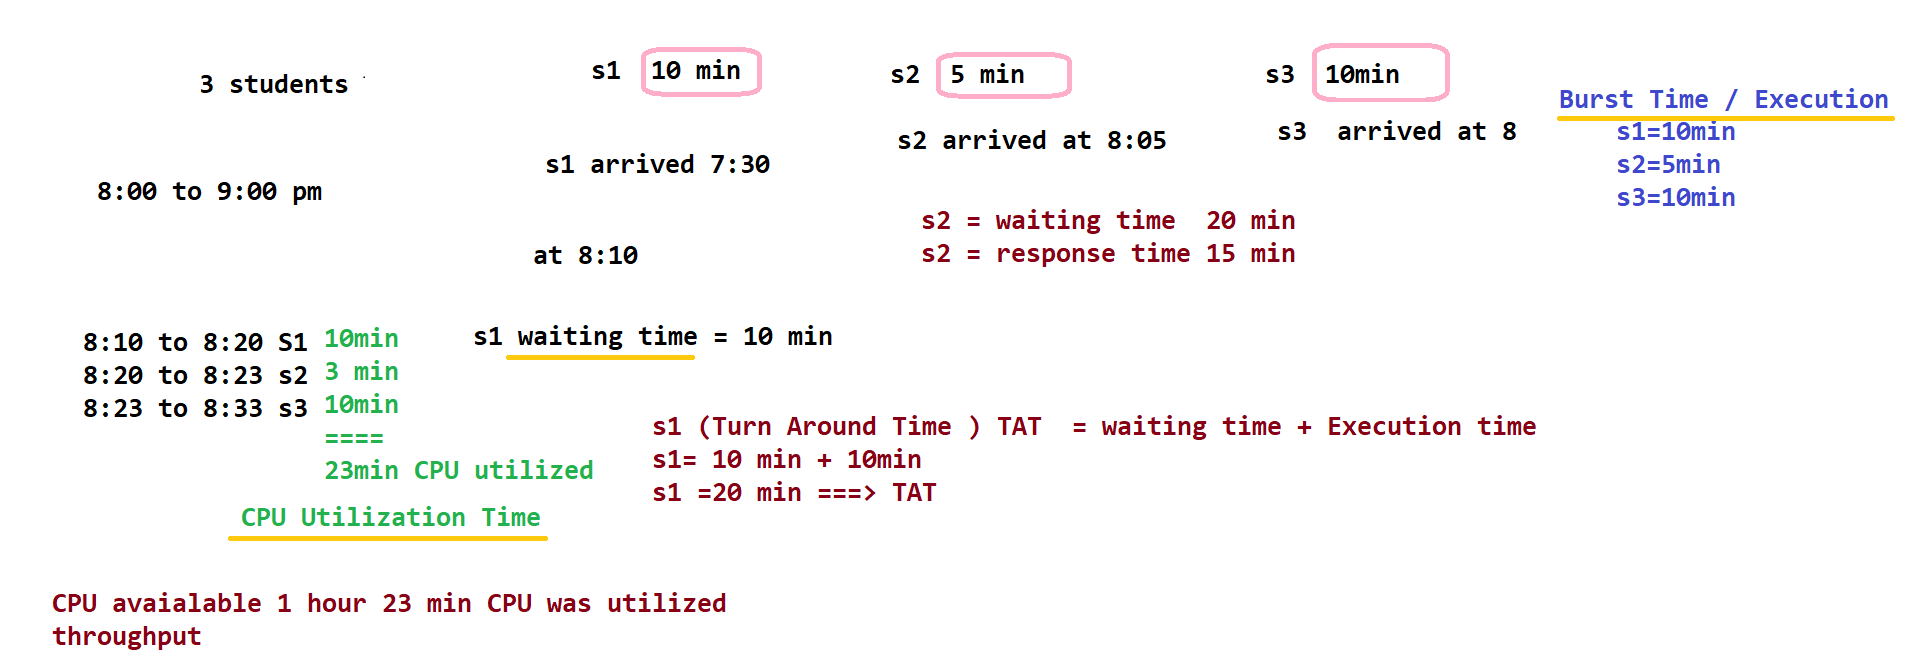 3 students
s1 10 min
s2 5 min
s3 10min
Burst Time / Execution
s1=10min
s2=5min
s3=10min
s1 arrived 7:30
s2 arrived at 8:05
s3 arrived at 8
8:00 to 9:00 pm
s2 = waiting time 20 min
s2 = response time 15 min
at 8:10
8:10 to 8:20 S1 10min
8:20 to 8:23 s2 3 min
8:23 to 8:33 s3 10min
====
23min CPU utilized
CPU Utilization Time
s1 waiting time = 10 min
s1 (Turn Around Time ) TAT = waiting time + Execution time
s1= 10 min + 10min
s1 =20 min ===> TAT
CPU avaialable 1 hour 23 min CPU was utilized
throughput